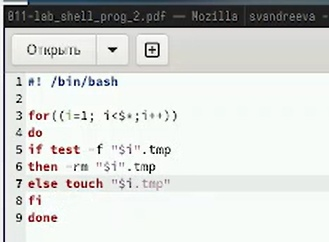 011-lab_shell_prog_2.pdf — Mozilla svandreeva -
Открыть
1 #! /bin/bash
2
3 for((i=1; i<$*;i++))
4 do
5 if test -f "$i".tmp
6 then -rm "$i".tmp
7 else touch "$i.tmp"
8 fi
9 done